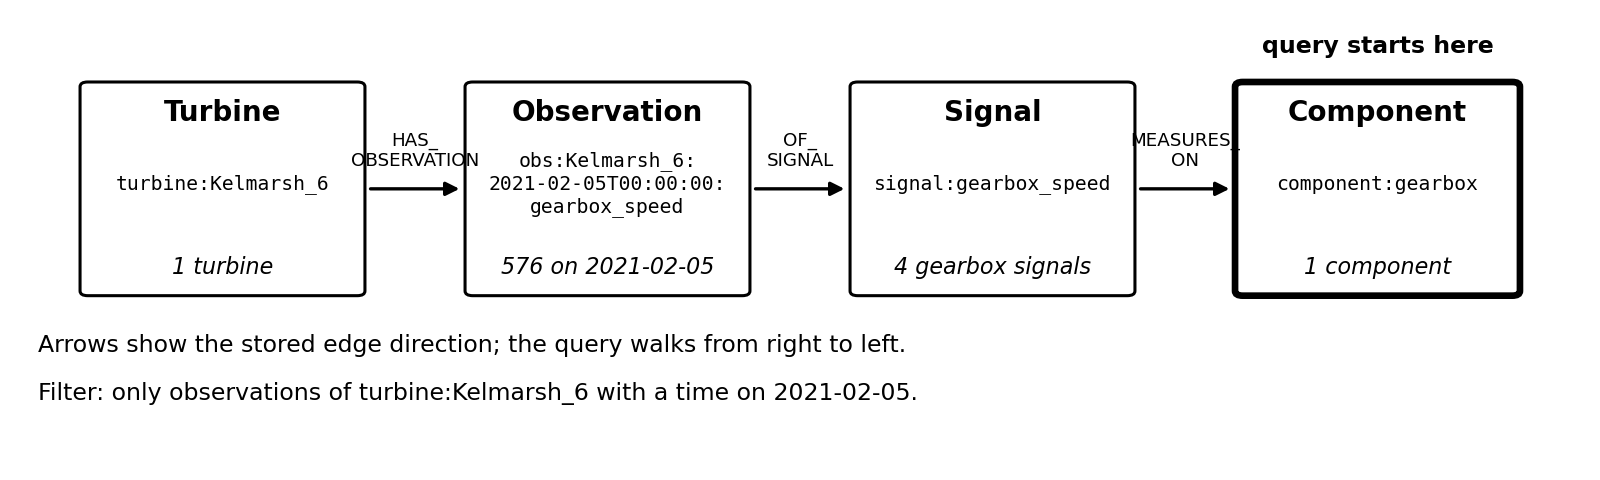 query starts here
Turbine
turbine:Kelmarsh_6
1 turbine
HAS_
OBSERVATION
Observation
obs:Kelmarsh_6:
2021-02-05T00:00:00:
gearbox_speed
576 on 2021-02-05
OF_
SIGNAL
Signal
signal:gearbox_speed
4 gearbox signals
MEASURES_
ON
Component
component:gearbox
1 component
Arrows show the stored edge direction; the query walks from right to left.
Filter: only observations of turbine:Kelmarsh_6 with a time on 2021-02-05.